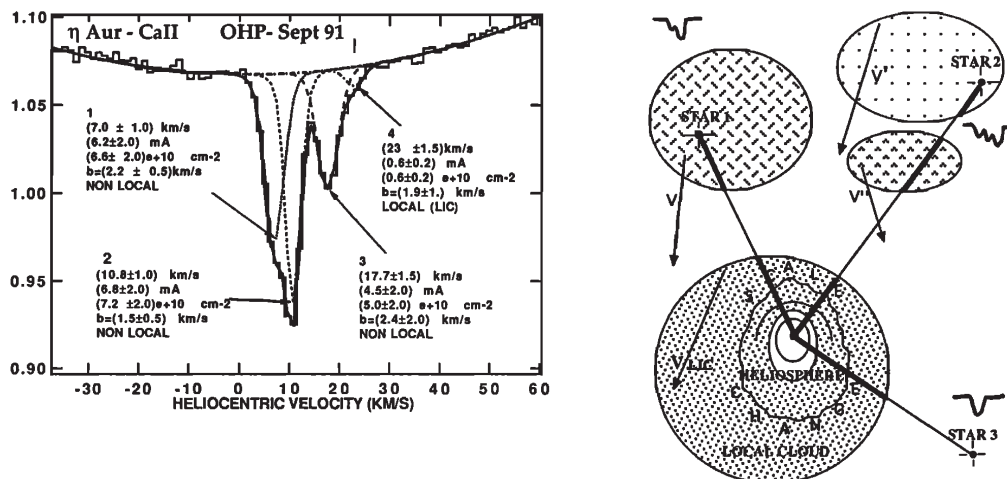 η Aur - CaII OHP- Sept 91
1.10
1.05
1.00
0.95
0.90
1
(7.0 ± 1.0) km/s
(6.2±2.0) mA
(6.6± 2.0)e+10 cm-2
b=(2.2 ± 0.5)km/s
NON LOCAL
4
(23 ±1.5)km/s
(0.6±0.2) mA
(0.6±0.2) e+10 cm-2
b=(1.9±1.) km/s
LOCAL (LIC)
2
(10.8±1.0) km/s
(6.8±2.0) mA
(7.2 ±2.0)e+10 cm-2
b=(1.5±0.5) km/s
NON LOCAL
3
(17.7±1.5) km/s
(4.5±2.0) mA
(5.0±2.0) e+10 cm-2
b=(2.4±2.0) km/s
NON LOCAL
-30 -20 -10 0 10 20 30 40 50 60
HELIOCENTRIC VELOCITY (KM/S)
STAR 1
V
STAR 2
V'
V''
V LIC
LOCAL CLOUD
HELIOSPHERE
L A C S
E
C H A N G E
STAR 3